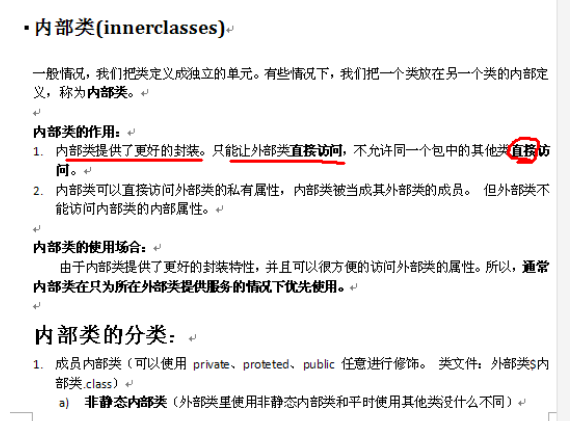 ▪内部类(innerclasses)
一般情况，我们把类定义成独立的单元。有些情况下，我们把一个类放在另一个类的内部定
义，称为内部类。
内部类的作用：
1. 内部类提供了更好的封装。只能让外部类直接访问，不允许同一个包中的其他类直接访
问。
2. 内部类可以直接访问外部类的私有属性，内部类被当成其外部类的成员。 但外部类不
能访问内部类的内部属性。
内部类的使用场合：
由于内部类提供了更好的封装特性，并且可以很方便的访问外部类的属性。所以，通常
内部类在只为所在外部类提供服务的情况下优先使用。
内部类的分类：
1. 成员内部类（可以使用 private、proteted、public 任意进行修饰。 类文件：外部类$内
部类.class）
a) 非静态内部类（外部类里使用非静态内部类和平时使用其他类没什么不同）